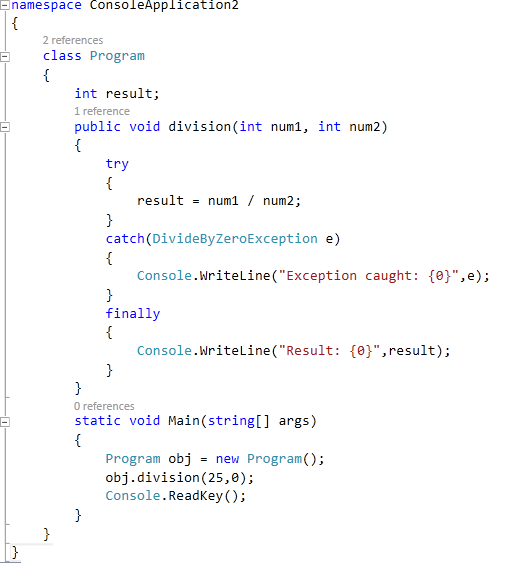 namespace ConsoleApplication2
{
2 references
class Program
{
int result;
1 reference
public void division(int num1, int num2)
{
try
{
result = num1 / num2;
}
catch(DivideByZeroException e)
{
Console.WriteLine("Exception caught: {0}",e);
}
finally
{
Console.WriteLine("Result: {0}",result);
}
}
0 references
static void Main(string[] args)
{
Program obj = new Program();
obj.division(25,0);
Console.ReadKey();
}
}
}